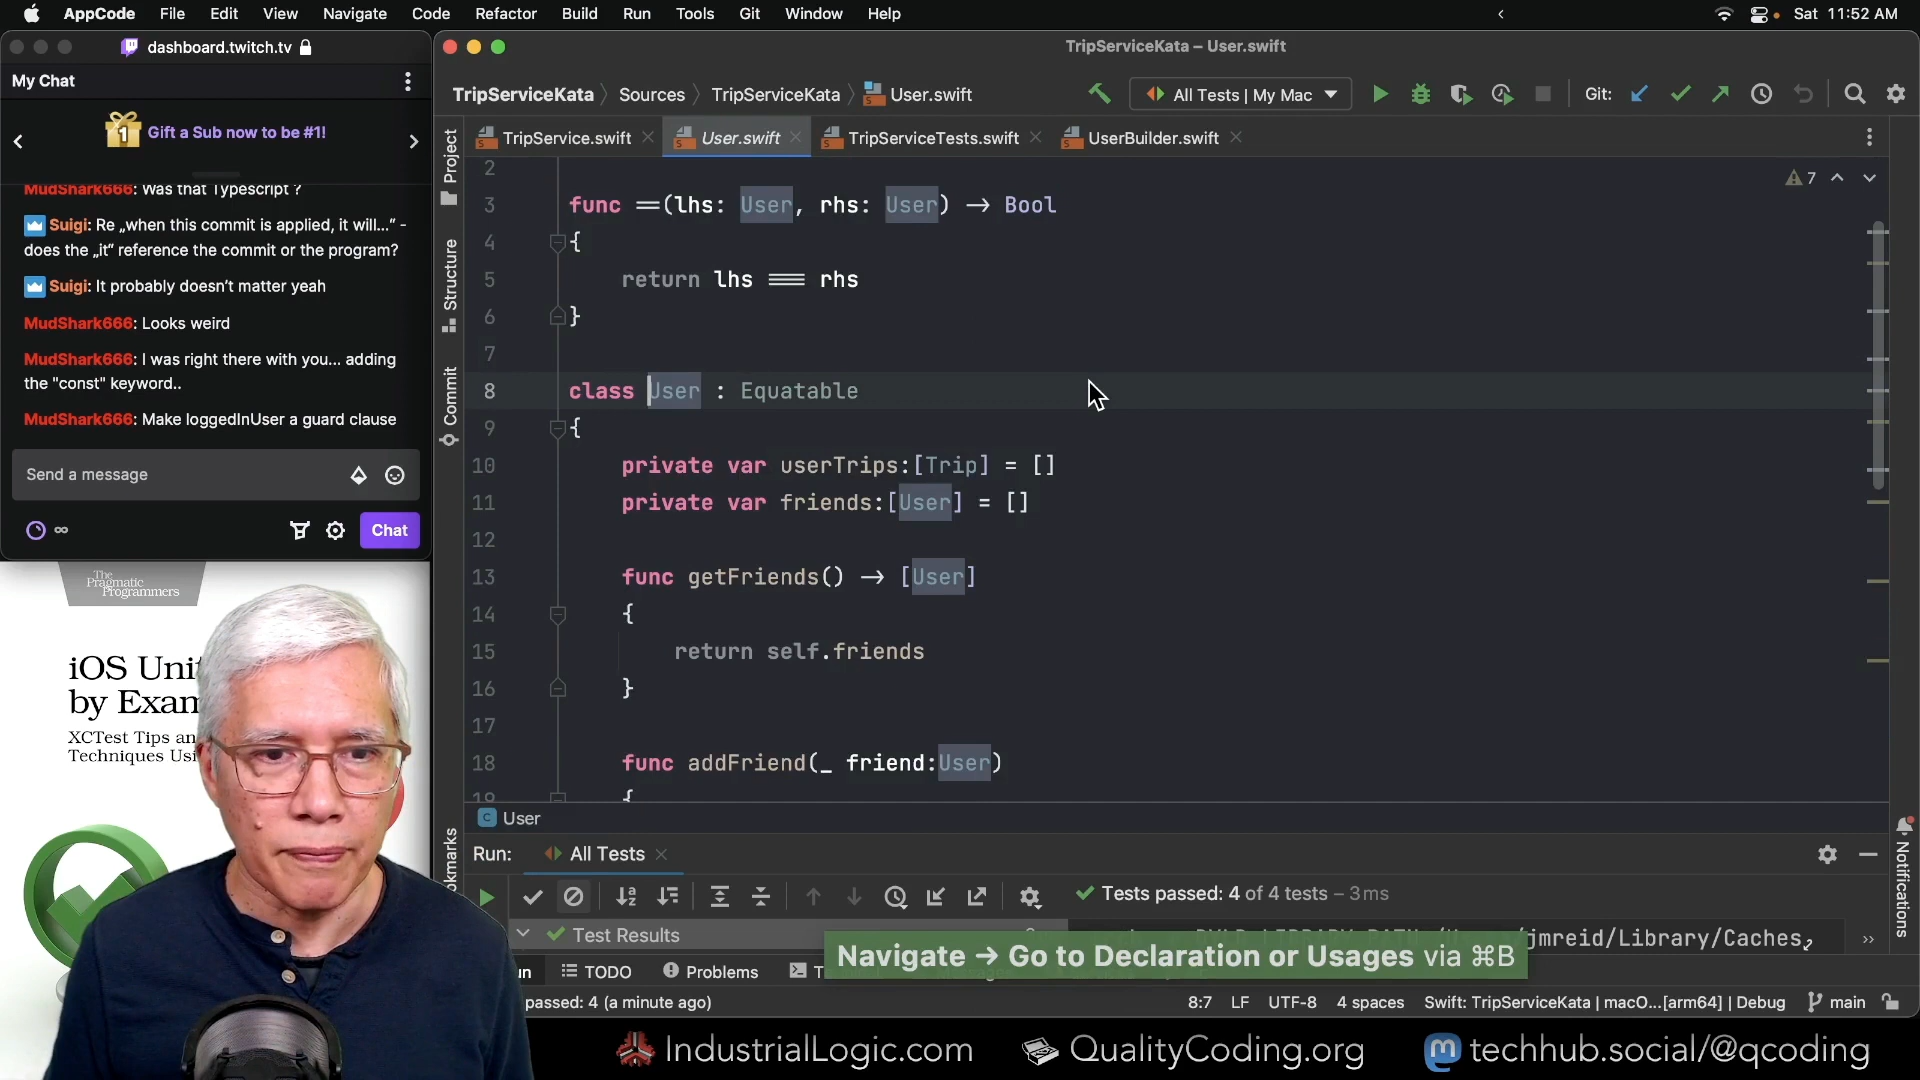 AppCode File Edit View Navigate Code Refactor Build Run Tools Git Window Help
Sat 11:52 AM
dashboard.twitch.tv
My Chat
1
Gift a Sub now to be #1!
MudShark666: Was that Typescript ?
Suigi: Re „when this commit is applied, it will...“ -
does the „it“ reference the commit or the program?
Suigi: It probably doesn’t matter yeah
MudShark666: Looks weird
MudShark666: I was right there with you... adding
the "const" keyword..
MudShark666: Make loggedInUser a guard clause
Send a message
∞
Chat
The
Pragmatic
Programmers
iOS Unit
by Exam
XCTest Tips an
Techniques Usi
TripServiceKata – User.swift
TripServiceKata Sources TripServiceKata User.swift
All Tests | My Mac
Git:
Project
Structure
Commit
Notifications
TripService.swift User.swift TripServiceTests.swift UserBuilder.swift
7
2
3 func ==(lhs: User, rhs: User) -> Bool
4 {
5 return lhs === rhs
6 }
7
8 class User : Equatable
9 {
10 private var userTrips:[Trip] = []
11 private var friends:[User] = []
12
13 func getFriends() -> [User]
14 {
15 return self.friends
16 }
17
18 func addFriend(_ friend:User)
19 {
User
Run: All Tests
Tests passed: 4 of 4 tests – 3 ms
Test Results
jmreid/Library/Caches
Navigate → Go to Declaration or Usages via ⌘B
TODO Problems
passed: 4 (a minute ago)
8:7 LF UTF-8 4 spaces Swift: TripServiceKata | macO...[arm64] | Debug main
IndustrialLogic.com QualityCoding.org techhub.social/@qcoding